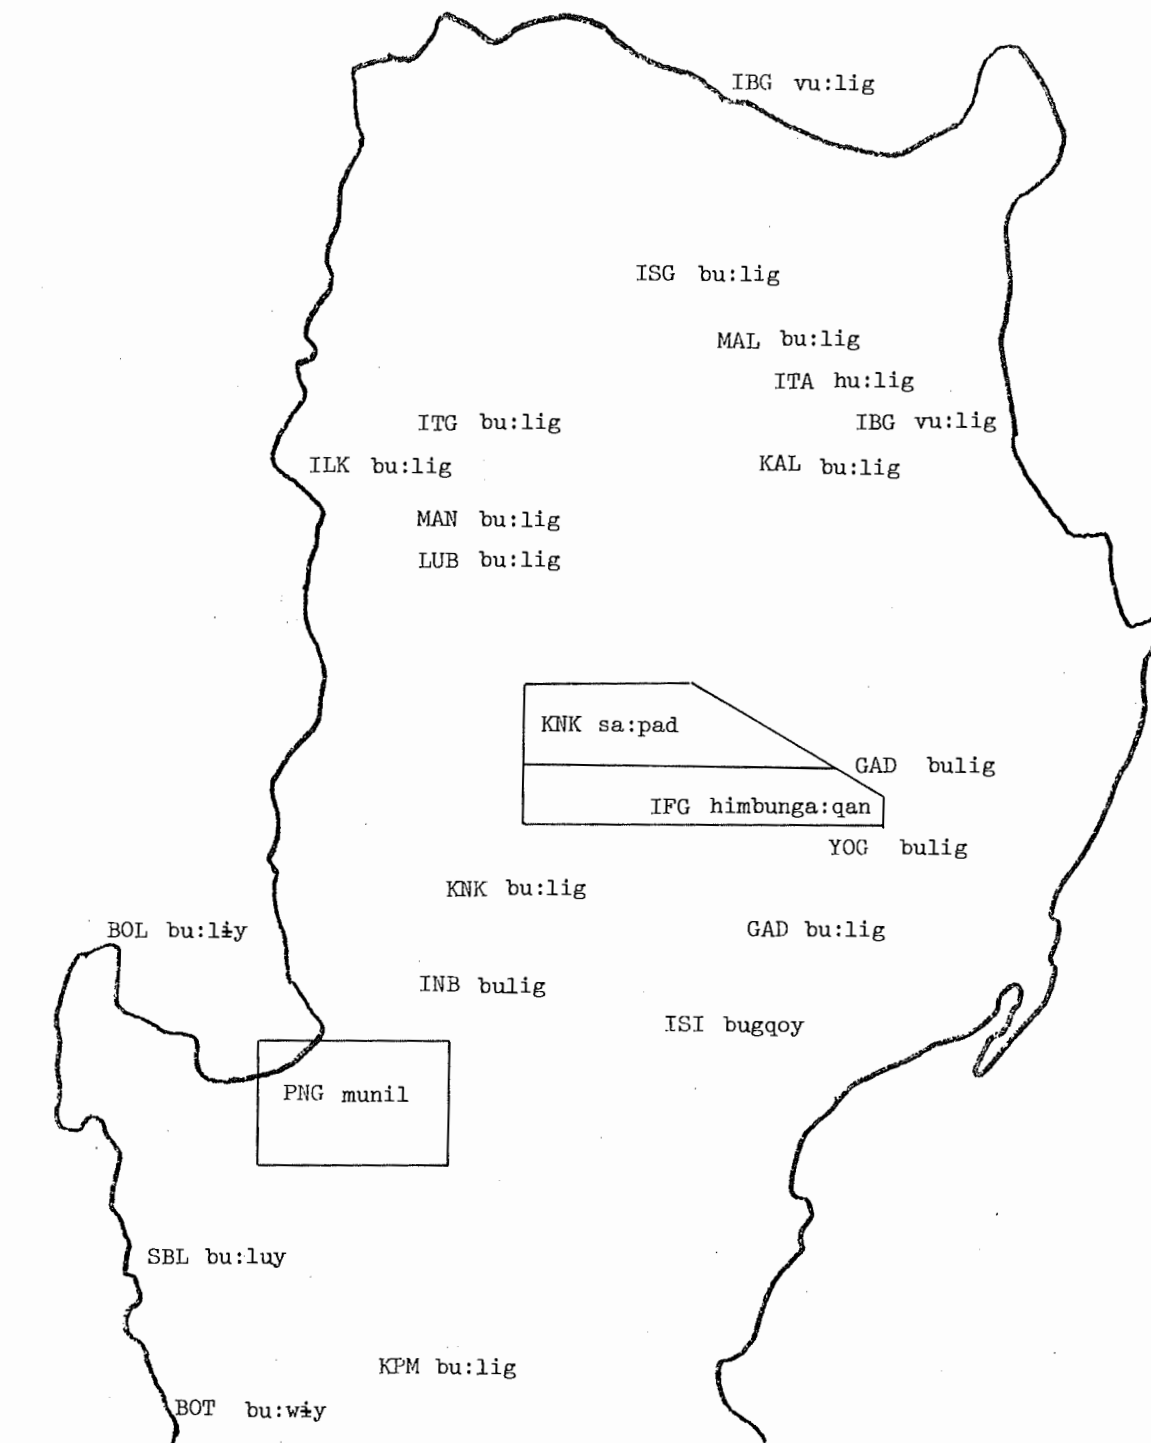 IBG vu:lig
ISG bu:lig
MAL bu:lig
ITA hu:lig
ITG bu:lig
IBG vu:lig
ILK bu:lig
KAL bu:lig
MAN bu:lig
LUB bu:lig
KNK sa:pad
GAD bulig
IFG himbunga:qan
YOG bulig
KNK bu:lig
BOL bu:lɨy
GAD bu:lig
INB bulig
ISI bugqoy
PNG munil
SBL bu:luy
KPM bu:lig
BOT bu:wɨy